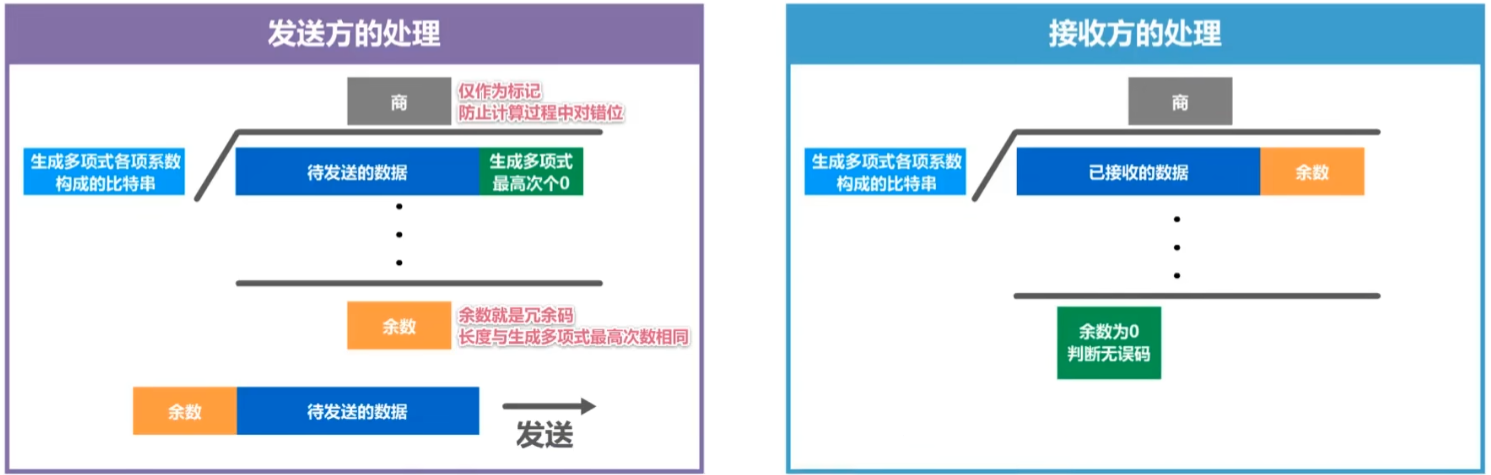 发送方的处理
商
仅作为标记
防止计算过程中对错位
生成多项式各项系数
构成的比特串
待发送的数据
生成多项式
最高次个0
余数
余数就是冗余码
长度与生成多项式最高次数相同
余数
待发送的数据
发送
接收方的处理
商
生成多项式各项系数
构成的比特串
已接收的数据
余数
余数为0
判断无误码